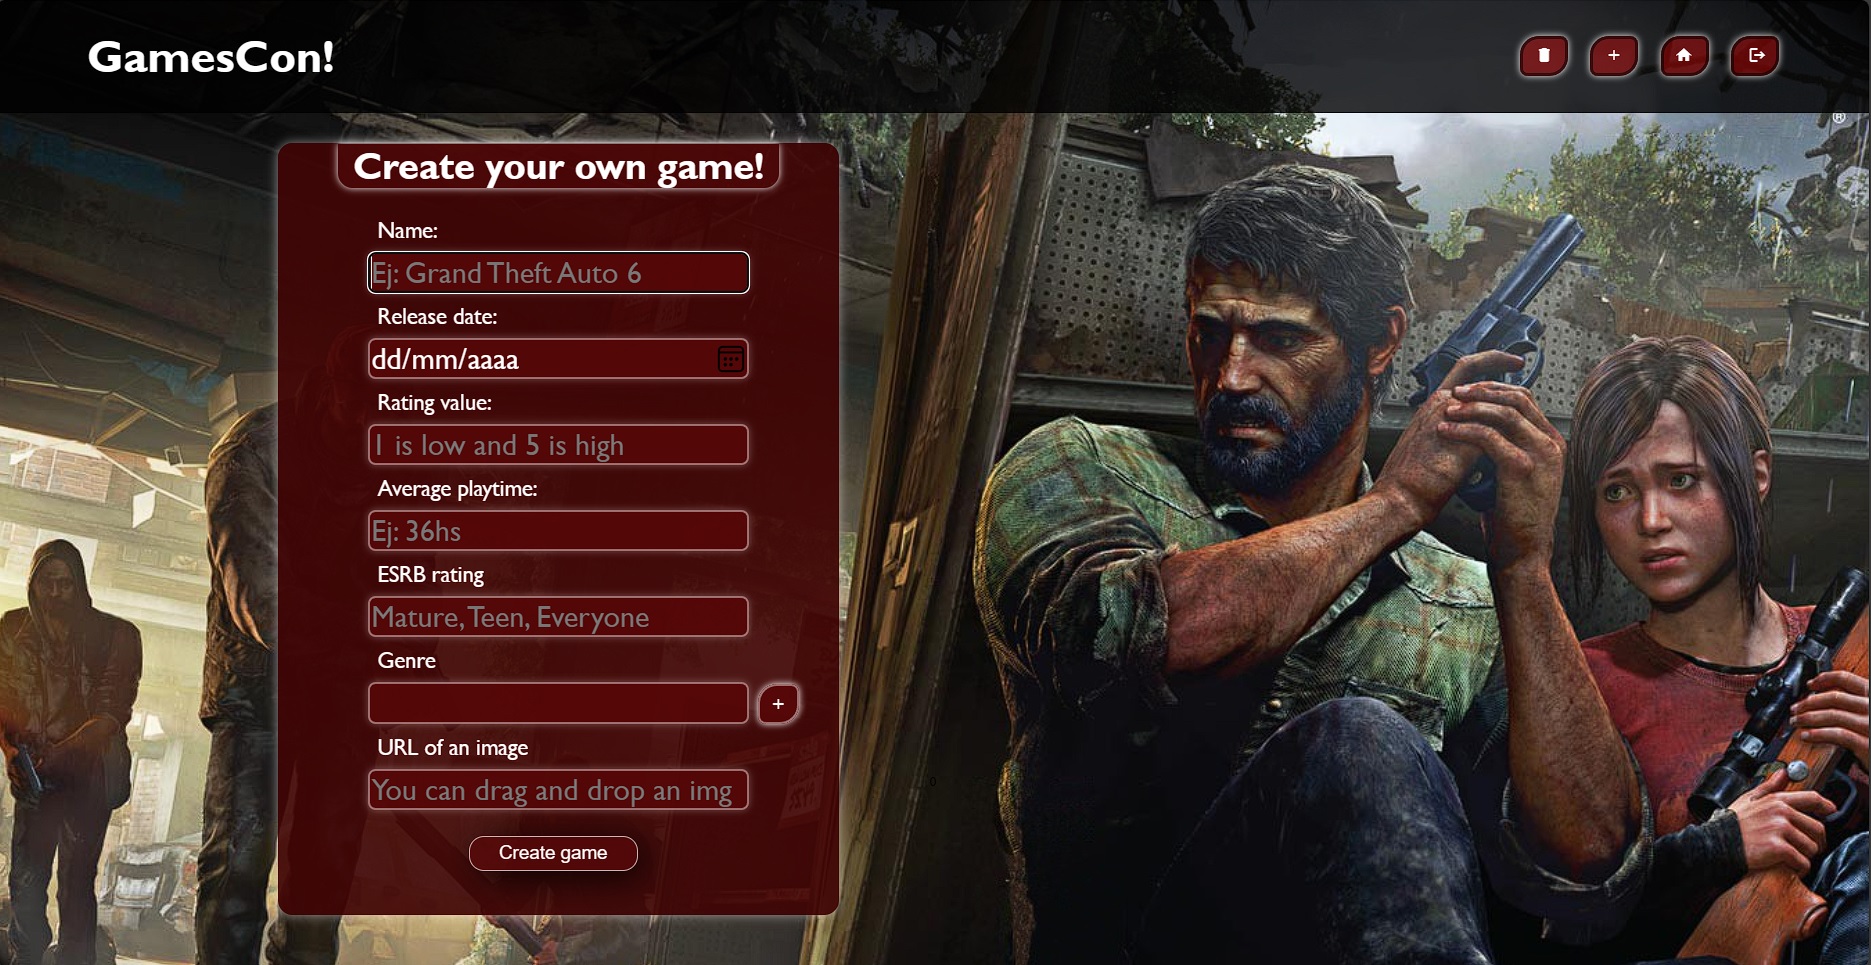 GamesCon!
®
Create your own game!
Name:
Ej: Grand Theft Auto 6
Release date:
dd/mm/aaaa
Rating value:
1 is low and 5 is high
Average playtime:
Ej: 36hs
ESRB rating
Mature, Teen, Everyone
Genre
+
URL of an image
You can drag and drop an img
Create game